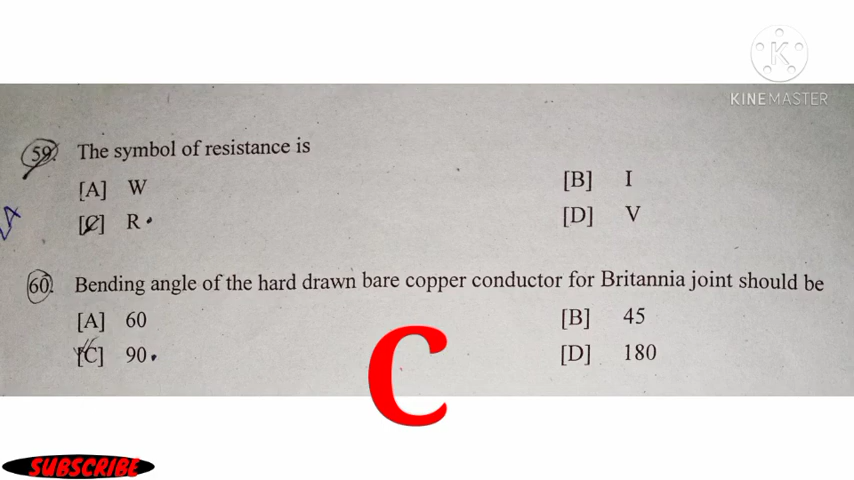 KINEMASTER
59. The symbol of resistance is
[A] W
[B] I
[C] R
[D] V
60. Bending angle of the hard drawn bare copper conductor for Britannia joint should be
[A] 60
[B] 45
[C] 90
[D] 180
C
SUBSCRIBE